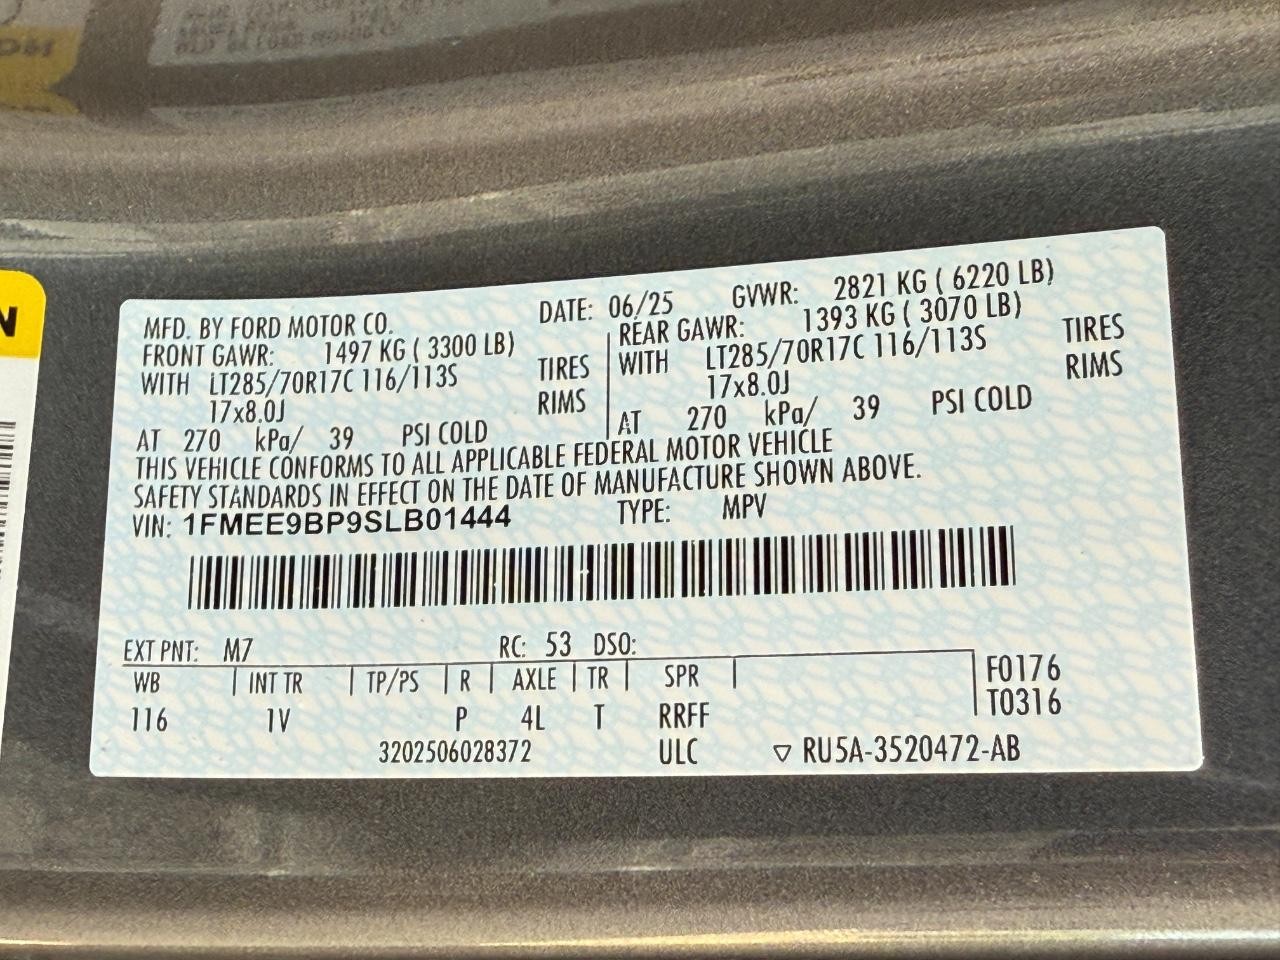 MFD. BY FORD MOTOR CO. DATE: 06/25 GVWR: 2821 KG ( 6220 LB)
FRONT GAWR: 1497 KG ( 3300 LB) REAR GAWR: 1393 KG ( 3070 LB)
WITH LT285/70R17C 116/113S TIRES WITH LT285/70R17C 116/113S TIRES
17x8.0J RIMS 17x8.0J RIMS
AT 270 kPa/ 39 PSI COLD AT 270 kPa/ 39 PSI COLD
THIS VEHICLE CONFORMS TO ALL APPLICABLE FEDERAL MOTOR VEHICLE
SAFETY STANDARDS IN EFFECT ON THE DATE OF MANUFACTURE SHOWN ABOVE.
VIN: 1FMEE9BP9SLB01444 TYPE: MPV
EXT PNT: M7 RC: 53 DSO:
WB INT TR TP/PS R AXLE TR SPR F0176
116 1V P 4L T RRFF T0316
3202506028372 ULC ▽ RU5A-3520472-AB
N